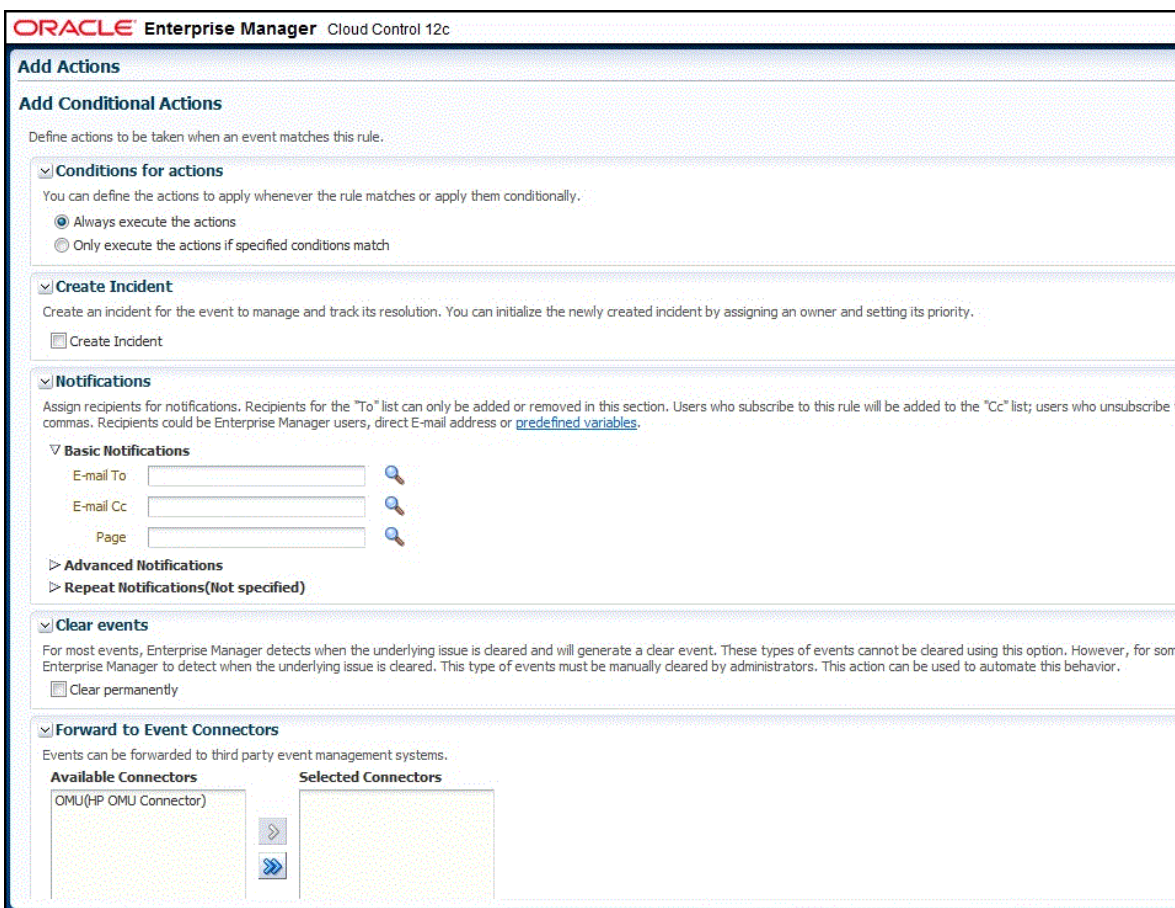 ORACLE Enterprise Manager Cloud Control 12c
Add Actions
Add Conditional Actions
Define actions to be taken when an event matches this rule.
Conditions for actions
You can define the actions to apply whenever the rule matches or apply them conditionally.
Always execute the actions
Only execute the actions if specified conditions match
Create Incident
Create an incident for the event to manage and track its resolution. You can initialize the newly created incident by assigning an owner and setting its priority.
Create Incident
Notifications
Assign recipients for notifications. Recipients for the "To" list can only be added or removed in this section. Users who subscribe to this rule will be added to the "Cc" list; users who unsubscribe
commas. Recipients could be Enterprise Manager users, direct E-mail address or predefined variables.
Basic Notifications
E-mail To
E-mail Cc
Page
Advanced Notifications
Repeat Notifications(Not specified)
Clear events
For most events, Enterprise Manager detects when the underlying issue is cleared and will generate a clear event. These types of events cannot be cleared using this option. However, for som
Enterprise Manager to detect when the underlying issue is cleared. This type of events must be manually cleared by administrators. This action can be used to automate this behavior.
Clear permanently
Forward to Event Connectors
Events can be forwarded to third party event management systems.
Available Connectors Selected Connectors
OMU(HP OMU Connector)